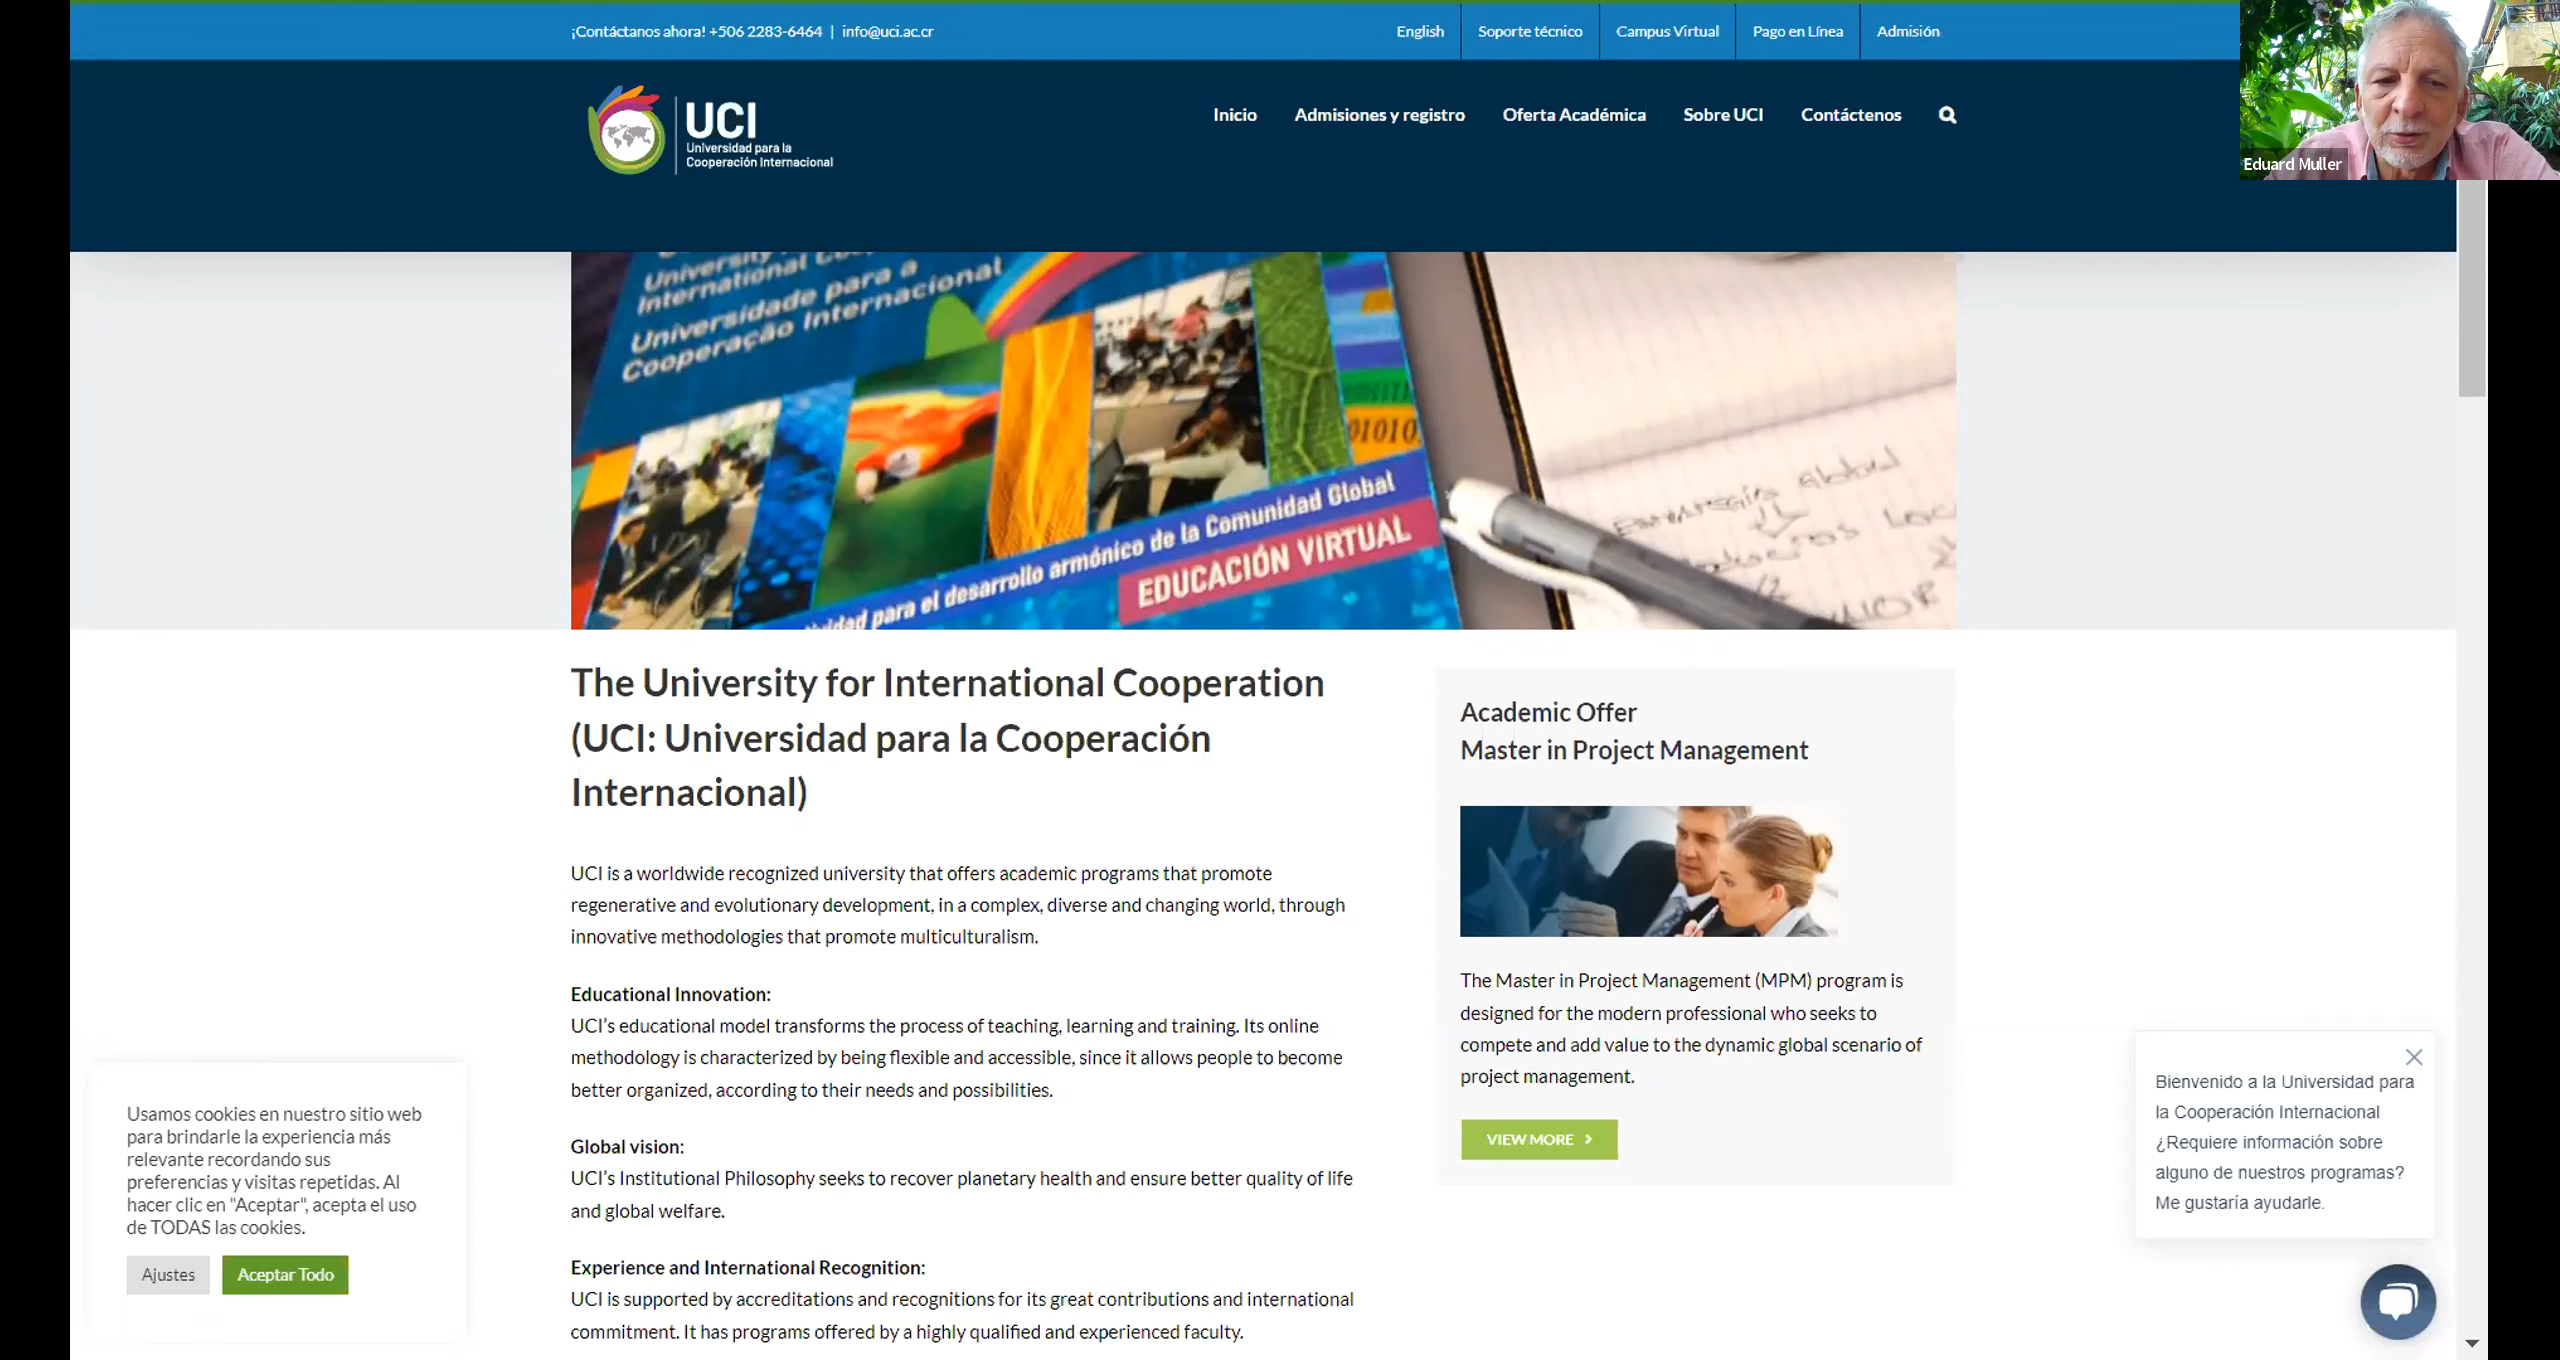 ¡Contáctanos ahora! +506 2283-6464 | info@uci.ac.cr
English
Soporte técnico
Campus Virtual
Pago en Línea
Admisión
Eduard Muller
UCI
Universidad para la
Cooperación Internacional
Inicio
Admisiones y registro
Oferta Académica
Sobre UCI
Contáctenos
University
International
Universidade para a
Cooperação Internacional
01010
para el desarrollo armónico de la Comunidad Global
EDUCACIÓN VIRTUAL
The University for International Cooperation
(UCI: Universidad para la Cooperación
Internacional)
UCI is a worldwide recognized university that offers academic programs that promote
regenerative and evolutionary development, in a complex, diverse and changing world, through
innovative methodologies that promote multiculturalism.
Educational Innovation:
UCI’s educational model transforms the process of teaching, learning and training. Its online
methodology is characterized by being flexible and accessible, since it allows people to become
better organized, according to their needs and possibilities.
Global vision:
UCI’s Institutional Philosophy seeks to recover planetary health and ensure better quality of life
and global welfare.
Experience and International Recognition:
UCI is supported by accreditations and recognitions for its great contributions and international
commitment. It has programs offered by a highly qualified and experienced faculty.
Academic Offer
Master in Project Management
The Master in Project Management (MPM) program is
designed for the modern professional who seeks to
compete and add value to the dynamic global scenario of
project management.
VIEW MORE
Usamos cookies en nuestro sitio web
para brindarle la experiencia más
relevante recordando sus
preferencias y visitas repetidas. Al
hacer clic en "Aceptar", acepta el uso
de TODAS las cookies.
Ajustes
Aceptar Todo
Bienvenido a la Universidad para
la Cooperación Internacional
¿Requiere información sobre
alguno de nuestros programas?
Me gustaría ayudarle.